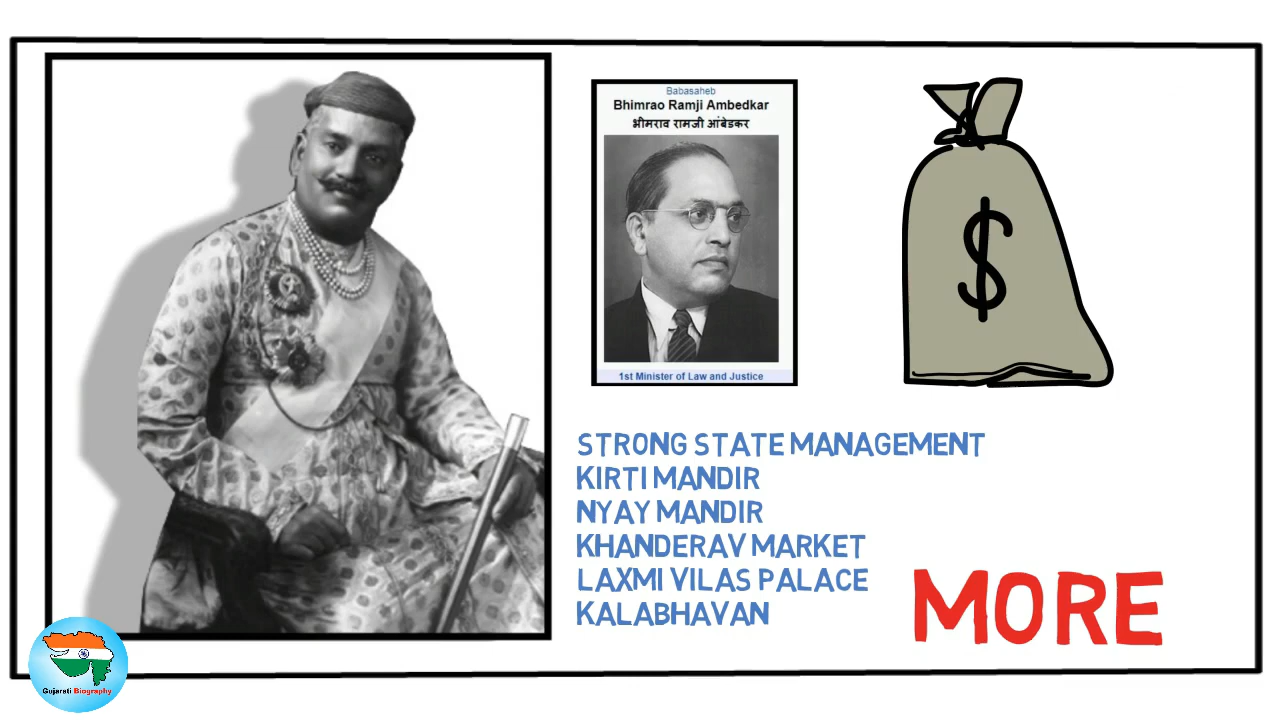 Babasaheb
Bhimrao Ramji Ambedkar
भीमराव रामजी आंबेडकर
1st Minister of Law and Justice
$
STRONG STATE MANAGEMENT
KIRTI MANDIR
NYAY MANDIR
KHANDERAV MARKET
LAXMI VILAS PALACE
KALABHAVAN
MORE
Gujarati Biography